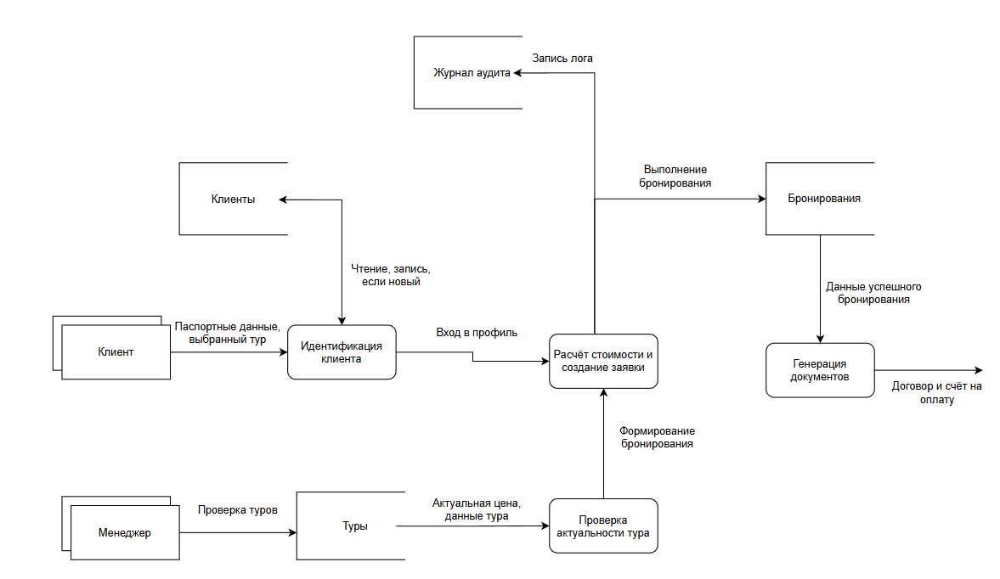 Запись лога
Журнал аудита
Выполнение
бронирования
Клиенты
Бронирования
Чтение, запись,
если новый
Данные успешного
бронирования
Паспортные данные,
выбранный тур
Вход в профиль
Клиент
Идентификация
клиента
Расчёт стоимости и
создание заявки
Генерация
документов
Договор и счёт на
оплату
Формирование
бронирования
Проверка туров
Актуальная цена,
данные тура
Менеджер
Туры
Проверка
актуальности тура